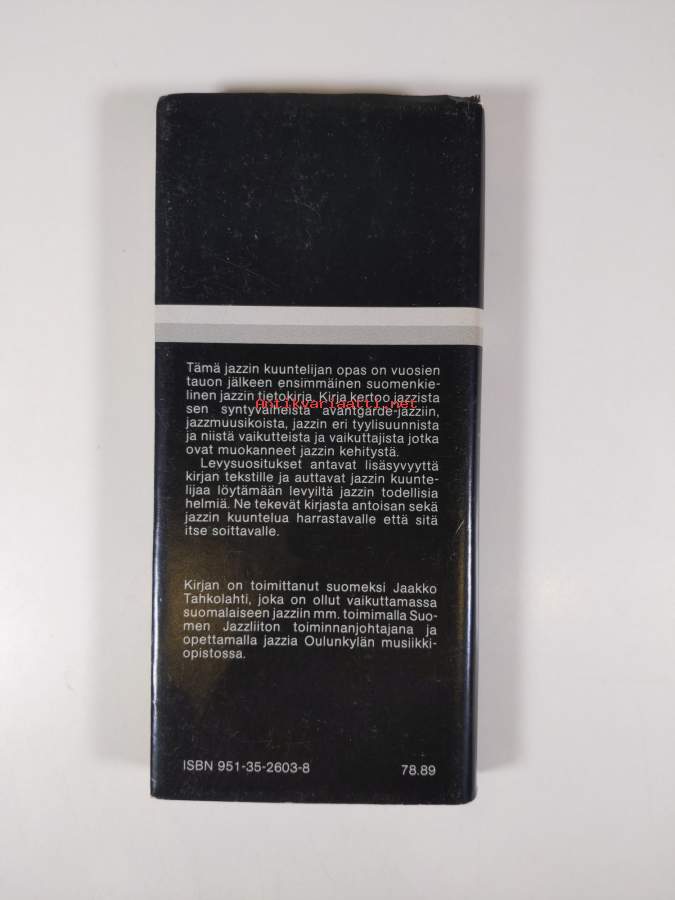 Tämä jazzin kuuntelijan opas on vuosien
tauon jälkeen ensimmäinen suomenkie-
linen jazzin tietokirja. Kirja kertoo jazzista
Antikvariaatti.net
sen syntyvaiheista avantgarde-jazziin,
jazzmuusikoista, jazzin eri tyylisuunnista
ja niistä vaikutteista ja vaikuttajista jotka
ovat muokanneet jazzin kehitystä.
Levysuositukset antavat lisäsyvyyttä
kirjan tekstille ja auttavat jazzin kuunte-
lijaa löytämään levyiltä jazzin todellisia
helmiä. Ne tekevät kirjasta antoisan sekä
jazzin kuuntelua harrastavalle että sitä
itse soittavalle.
Kirjan on toimittanut suomeksi Jaakko
Tahkolahti, joka on ollut vaikuttamassa
suomalaiseen jazziin mm. toimimalla Suo-
men Jazzliiton toiminnanjohtajana ja
opettamalla jazzia Oulunkylän musiikki-
opistossa.
ISBN 951-35-2603-8 78.89